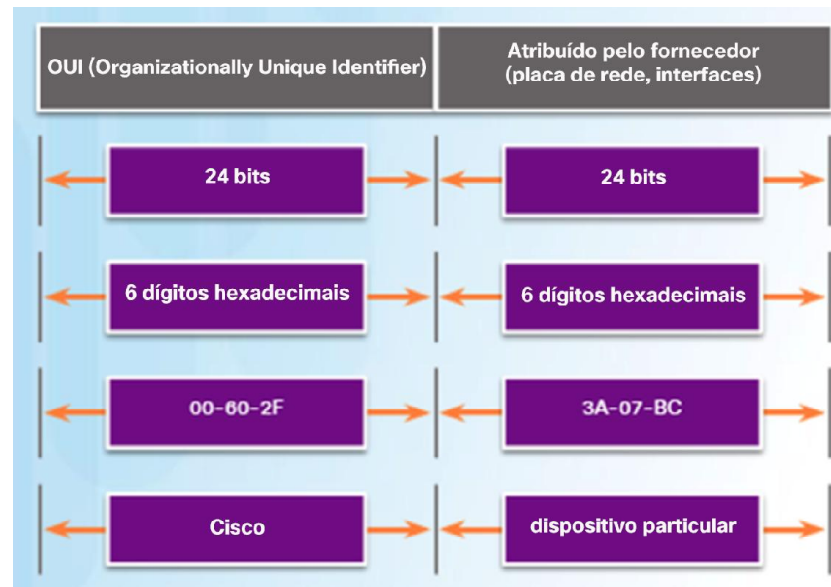 OUI (Organizationally Unique Identifier)
Atribuído pelo fornecedor
(placa de rede, interfaces)
24 bits
24 bits
6 dígitos hexadecimais
6 dígitos hexadecimais
00-60-2F
3A-07-BC
Cisco
dispositivo particular